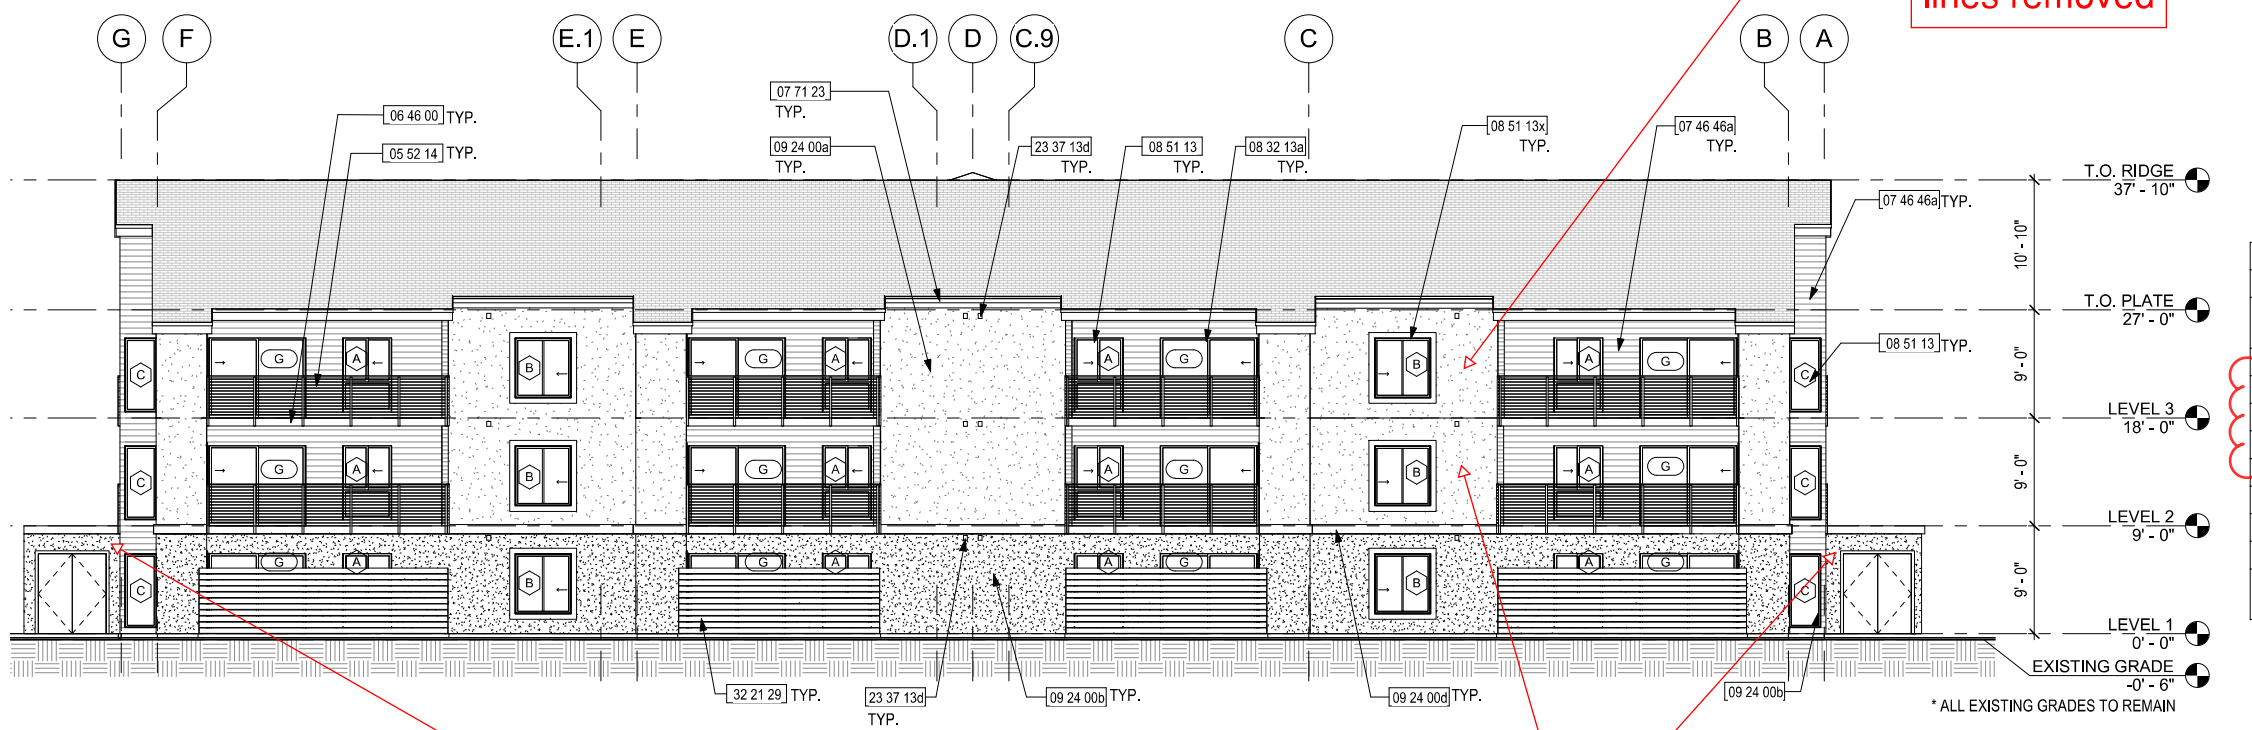 lines removed
G F E.1 E D.1 D C.9 C B A
06 46 00 TYP.
05 52 14 TYP.
07 71 23
TYP.
09 24 00a
TYP.
23 37 13d
TYP.
08 51 13
TYP.
08 32 13a
TYP.
08 51 13x
TYP.
07 46 46a
TYP.
07 46 46a TYP.
08 51 13 TYP.
T.O. RIDGE
37' - 10"
10' - 10"
T.O. PLATE
27' - 0"
9' - 0"
LEVEL 3
18' - 0"
9' - 0"
LEVEL 2
9' - 0"
9' - 0"
LEVEL 1
0' - 0"
EXISTING GRADE
-0' - 6"
* ALL EXISTING GRADES TO REMAIN
C G A B G A A G B A G C
C G A B G A A G B A G C
C G A B G A A G B A G C
32 21 29 TYP.
23 37 13d
TYP.
09 24 00b TYP.
09 24 00d TYP.
09 24 00b